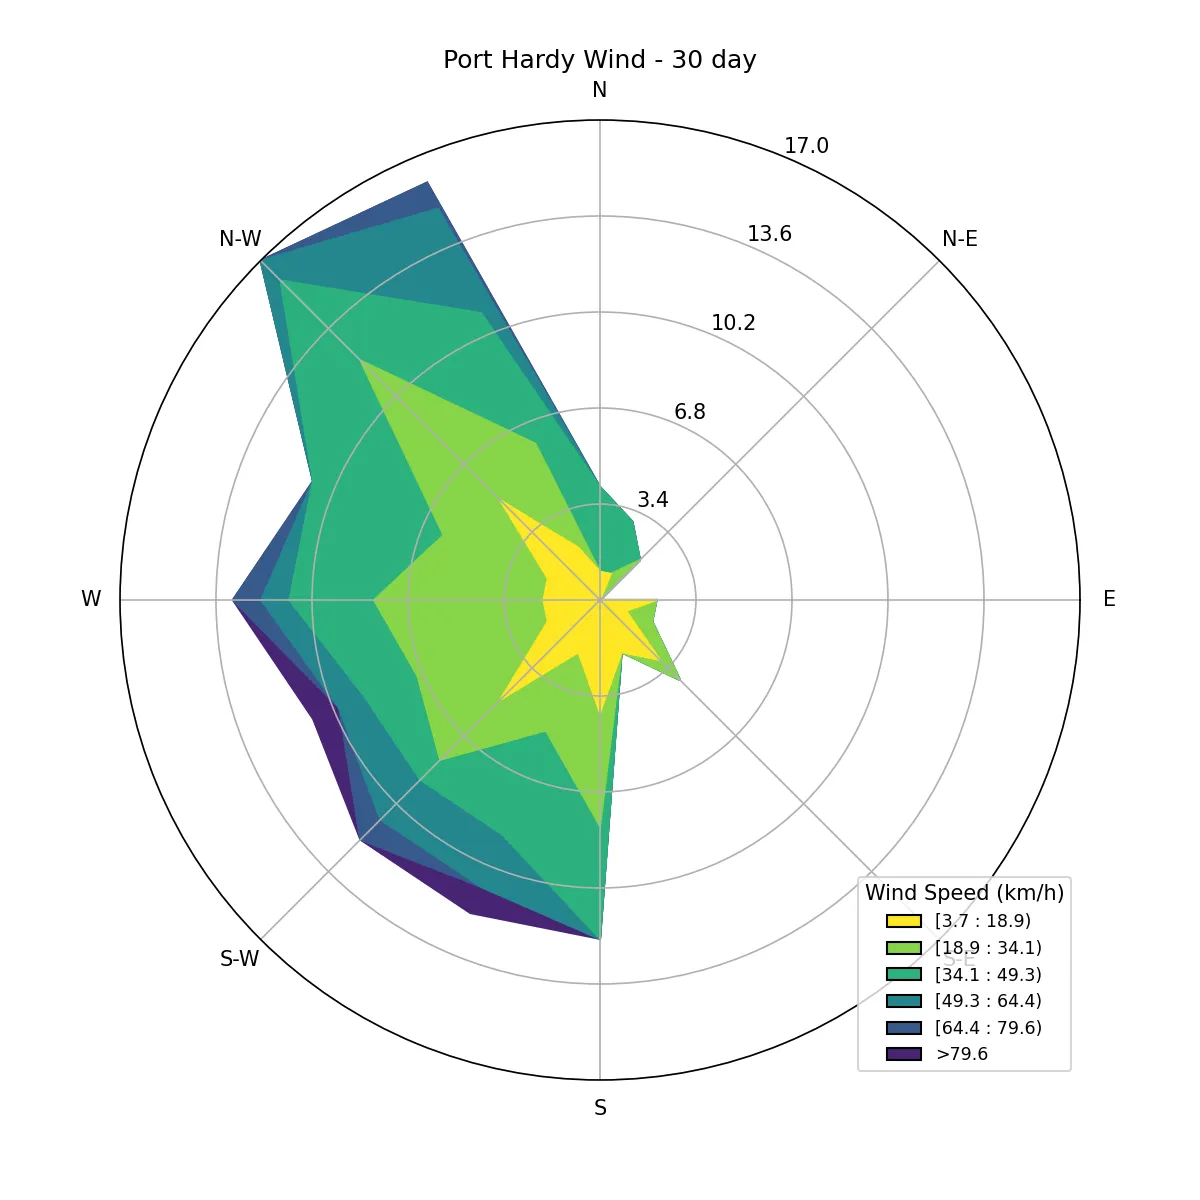 Port Hardy Wind - 30 day
N
17.0
N-W
13.6
N-E
10.2
6.8
3.4
W
E
S-W
S-E
S
Wind Speed (km/h)
[3.7 : 18.9)
[18.9 : 34.1)
[34.1 : 49.3)
[49.3 : 64.4)
[64.4 : 79.6)
>79.6